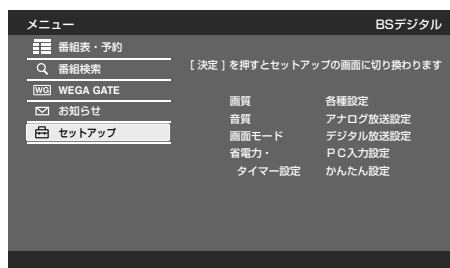 メニュー
BSデジタル
番組表・予約
番組検索
WG WEGA GATE
お知らせ
セットアップ
[ 決定 ] を押すとセットアップの画面に切り換わります
画質 各種設定
音質 アナログ放送設定
画面モード デジタル放送設定
省電力・ PC入力設定
タイマー設定 かんたん設定